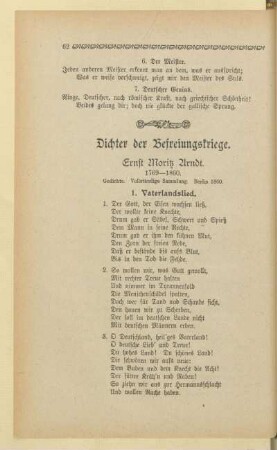 62
6. Der Meister.
Jeden anderen Meister erkennt man an dem, was er ausspricht;
Was er weise verschweigt, zeigt mir den Meister des Stils.
7. Deutscher Genius.
Ringe, Deutscher, nach römischer Kraft, nach griechischer Schönheit!
Beides gelang dir; doch nie glückte der gallische Sprung.
Dichter der Befreiungskriege.
Ernst Moritz Arndt.
1769—1860.
Gedichte. Vollständige Sammlung. Berlin 1860.
1. Vaterlandslied.
1. Der Gott, der Eisen wachsen ließ,
Der wollte keine Knechte,
Drum gab er Säbel, Schwert und Spieß
Dem Mann in seine Rechte,
Drum gab er ihm den kühnen Mut,
Den Zorn der freien Rede,
Daß er bestände bis aufs Blut,
Bis in den Tod die Fehde.
2. So wollen wir, was Gott gewollt,
Mit rechter Treue halten
Und nimmer im Tyrannensold
Die Menschenschädel spalten,
Doch wer für Tand und Schande ficht,
Den hauen wir zu Scherben,
Der soll im deutschen Lande nicht
Mit deutschen Männern erben.
3. O Deutschland, heil'ges Vaterland!
O deutsche Lieb' und Treue!
Du hohes Land! Du schönes Land!
Dir schwören wir aufs neue:
Dem Buben und dem Knecht die Acht!
Der füttre Kräh'n und Raben!
So ziehn wir aus zur Hermannsschlacht
Und wollen Rache haben.